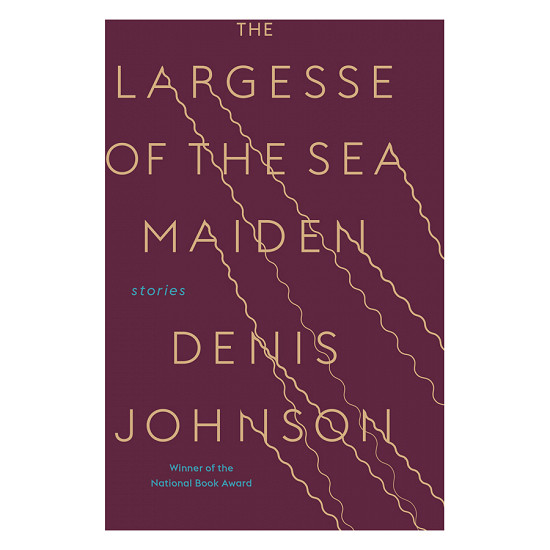 THE
LARGESSE
OF THE SEA
MAIDEN
stories
DENIS
JOHNSON
Winner of the
National Book Award